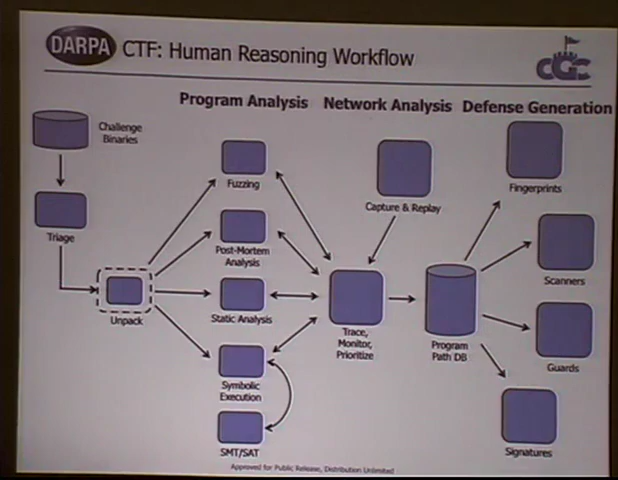 DARPA
CTF: Human Reasoning Workflow
CGC
Program Analysis
Network Analysis
Defense Generation
Challenge
Binaries
Triage
Unpack
Fuzzing
Post-Mortem
Analysis
Static Analysis
Symbolic
Execution
SMT/SAT
Capture & Replay
Trace,
Monitor,
Prioritize
Program
Path DB
Fingerprints
Scanners
Guards
Signatures
Approved for Public Release, Distribution Unlimited